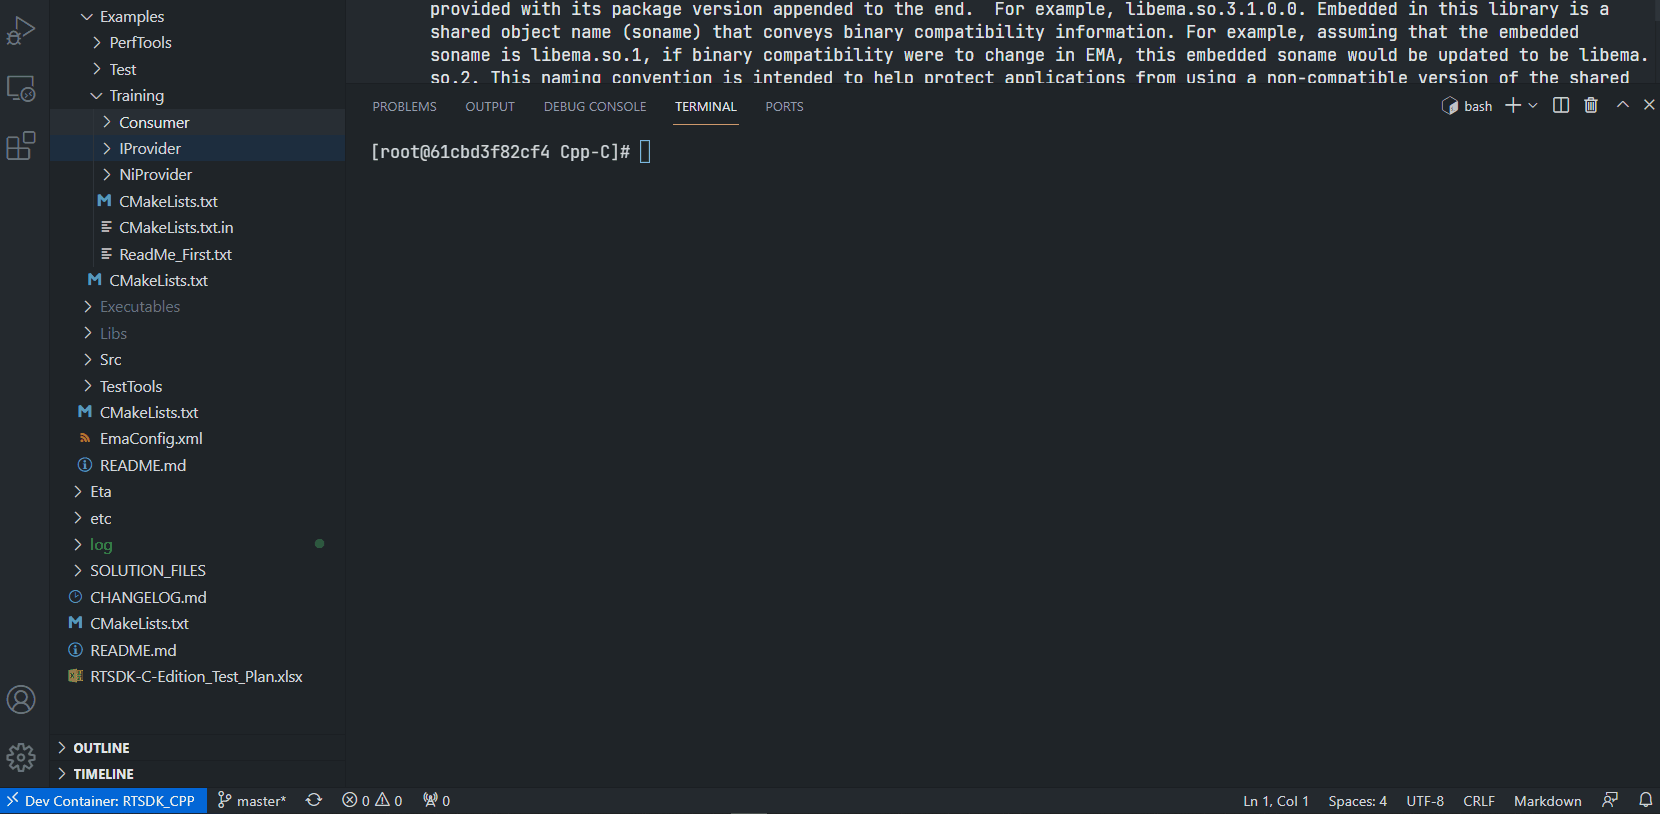 Examples
PerfTools
Test
Training
Consumer
IProvider
NiProvider
CMakeLists.txt
CMakeLists.txt.in
ReadMe_First.txt
CMakeLists.txt
Executables
Libs
Src
TestTools
CMakeLists.txt
EmaConfig.xml
README.md
Eta
etc
log
SOLUTION_FILES
CHANGELOG.md
CMakeLists.txt
README.md
RTSDK-C-Edition_Test_Plan.xlsx
OUTLINE
TIMELINE
provided with its package version appended to the end.  For example, libema.so.3.1.0.0. Embedded in this library is a
shared object name (soname) that conveys binary compatibility information. For example, assuming that the embedded
soname is libema.so.1, if binary compatibility were to change in EMA, this embedded soname would be updated to be libema.
so.2. This naming convention is intended to help protect applications from using a non-compatible version of the shared
PROBLEMS OUTPUT DEBUG CONSOLE TERMINAL PORTS bash
[root@61cbd3f82cf4 Cpp-C]#
Dev Container: RTSDK_CPP master* 0 0 0 Ln 1, Col 1 Spaces: 4 UTF-8 CRLF Markdown